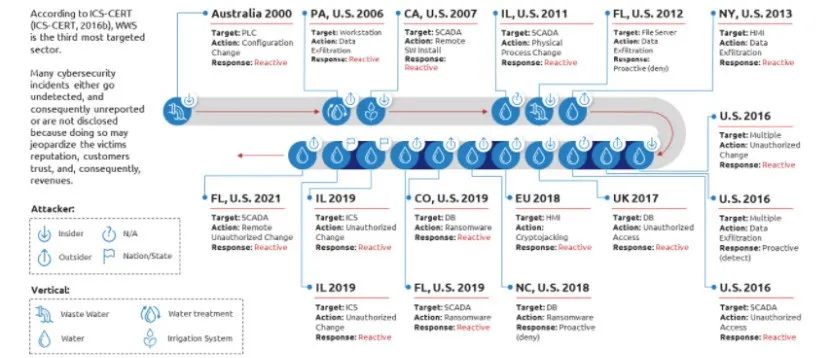 According to ICS-CERT
(ICS-CERT, 2016b), WWS
is the third most targeted
sector.
Many cybersecurity
incidents either go
undetected, and
consequently unreported
or are not disclosed
because doing so may
jeopardize the victims
reputation, customers
trust, and, consequently,
revenues.
Attacker:
Insider
N/A
Outsider
Nation/State
Vertical:
Waste Water
Water treatment
Water
Irrigation System
Australia 2000
Target: PLC
Action: Configuration
Change
Response: Reactive
PA, U.S. 2006
Target: Workstation
Action: Data
Exfiltration
Response: Reactive
CA, U.S. 2007
Target: SCADA
Action: Remote
SW Install
Response:
Reactive
IL, U.S. 2011
Target: SCADA
Action: Physical
Process Change
Response: Reactive
FL, U.S. 2012
Target: File Server
Action: Data
Exfiltration
Response:
Proactive (deny)
NY, U.S. 2013
Target: HMI
Action: Data
Exfiltration
Response: Reactive
U.S. 2016
Target: Multiple
Action: Unauthorized
Change
Response: Reactive
U.S. 2016
Target: Multiple
Action: Data
Exfiltration
Response: Proactive
(detect)
U.S. 2016
Target: SCADA
Action: Unauthorized
Access
Response: Reactive
FL, U.S. 2021
Target: SCADA
Action: Remote
Unauthorized Change
Response: Reactive
IL 2019
Target: ICS
Action: Unauthorized
Change
Response: Reactive
CO, U.S. 2019
Target: DB
Action: Ransomware
Response: Reactive
EU 2018
Target: HMI
Action:
Cryptojacking
Response: Reactive
UK 2017
Target: DB
Action: Unauthorized
Access
Response: Reactive
IL 2019
Target: ICS
Action: Unauthorized
Change
Response: Reactive
FL, U.S. 2019
Target: SCADA
Action: Ransomware
Response: Reactive
NC, U.S. 2018
Target: DB
Action: Ransomware
Response: Proactive
(deny)